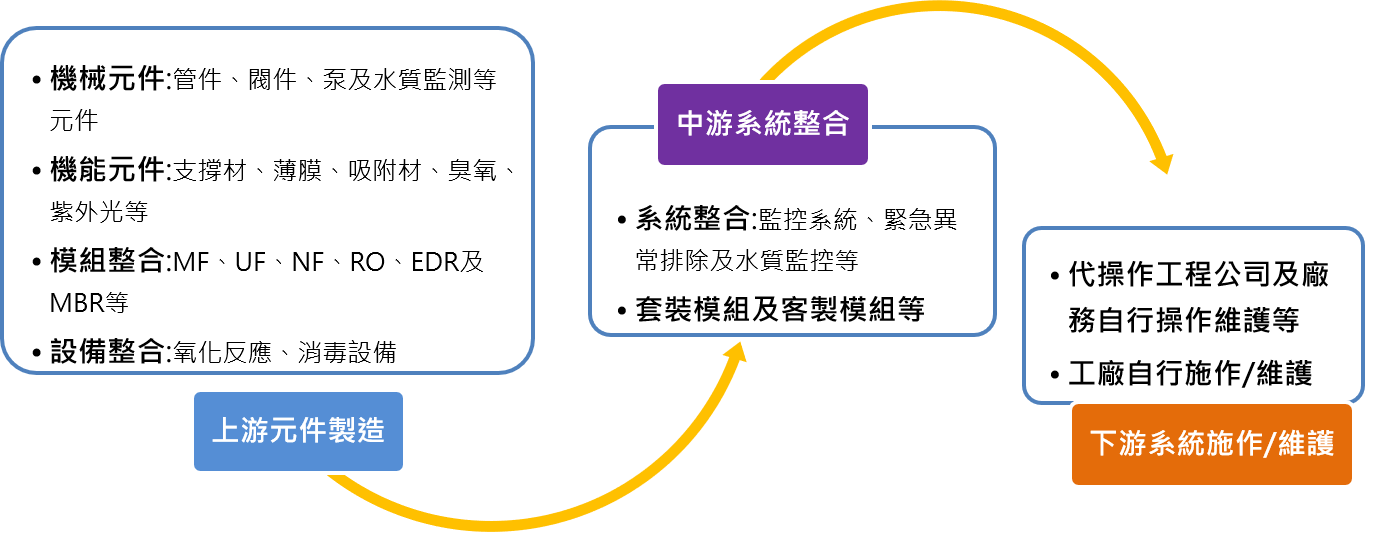 • 機械元件:管件、閥件、泵及水質監測等
元件
• 機能元件:支撐材、薄膜、吸附材、臭氧、
紫外光等
• 模組整合:MF、UF、NF、RO、EDR及
MBR等
• 設備整合:氧化反應、消毒設備
上游元件製造
中游系統整合
• 系統整合:監控系統、緊急異
常排除及水質監控等
• 套裝模組及客製模組等
• 代操作工程公司及廠
務自行操作維護等
• 工廠自行施作/維護
下游系統施作/維護